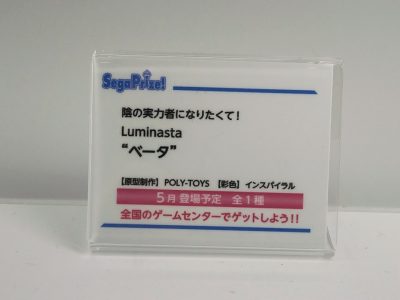 SegaPrize!
陰の実力者になりたくて!
Luminasta
“ベータ”
【原型制作】 POLY-TOYS 【彩色】 インスパイラル
5月登場予定 全1種
全国のゲームセンターでゲットしよう!!